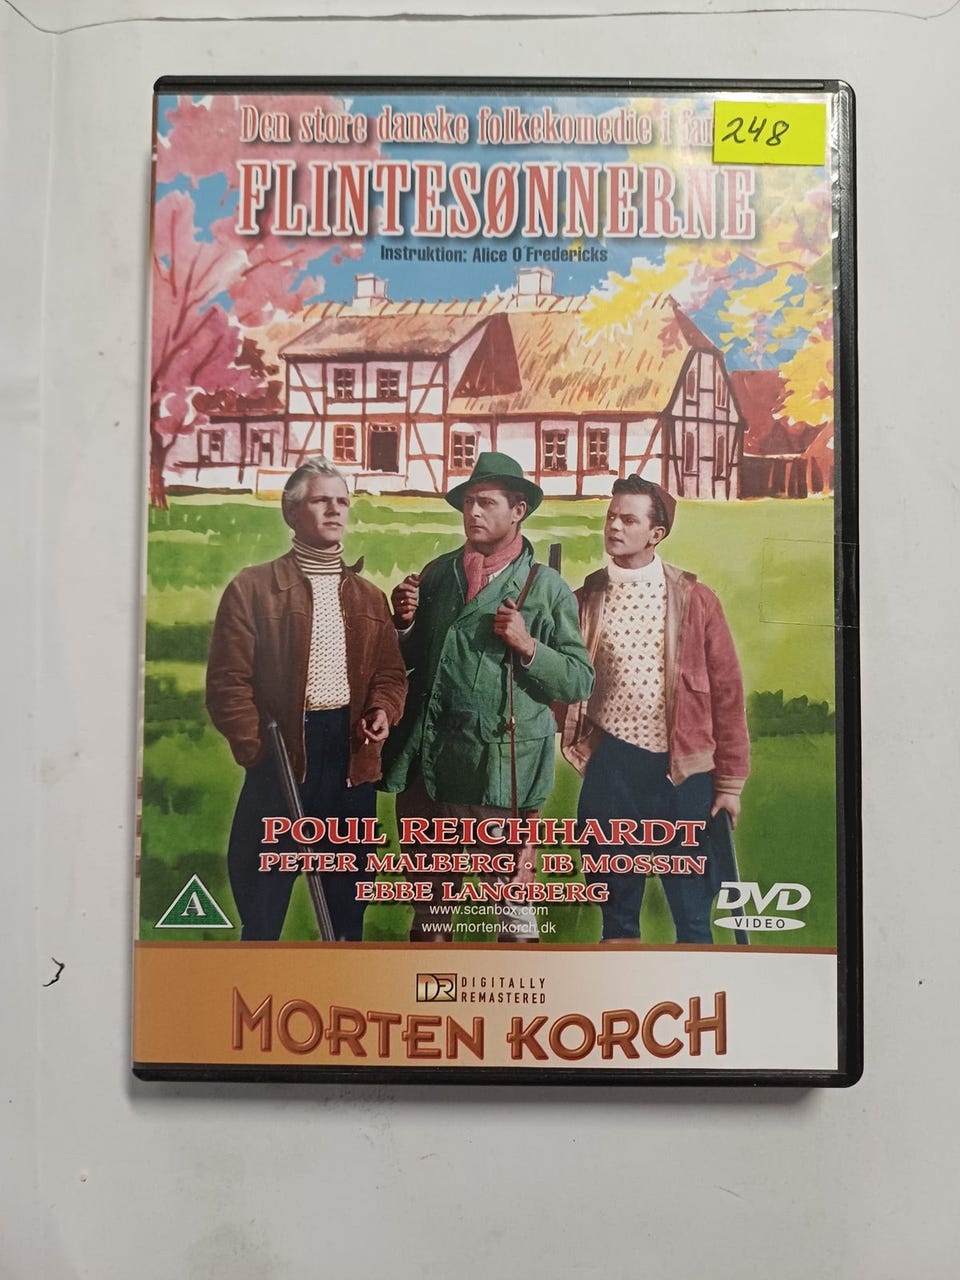 Den store danske folkekomedie i
248
FLINTESØNNERNE
Instruktion: Alice O'Fredericks
POUL REICHHARDT
PETER MALBERG · IB MOSSIN
EBBE LANGBERG
www.scanbox.com
www.mortenkorch.dk
A
DVD
VIDEO
DR DIGITALLY
REMASTERED
MORTEN KORCH